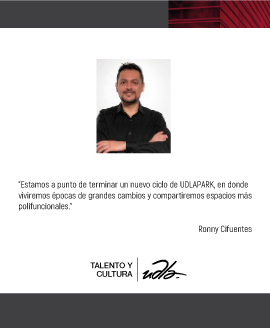 "Estamos a punto de terminar un nuevo ciclo de UDLAPARK, en donde
viviremos épocas de grandes cambios y compartiremos espacios más
polifuncionales."
Ronny Cifuentes
TALENTO Y
CULTURA
udla-